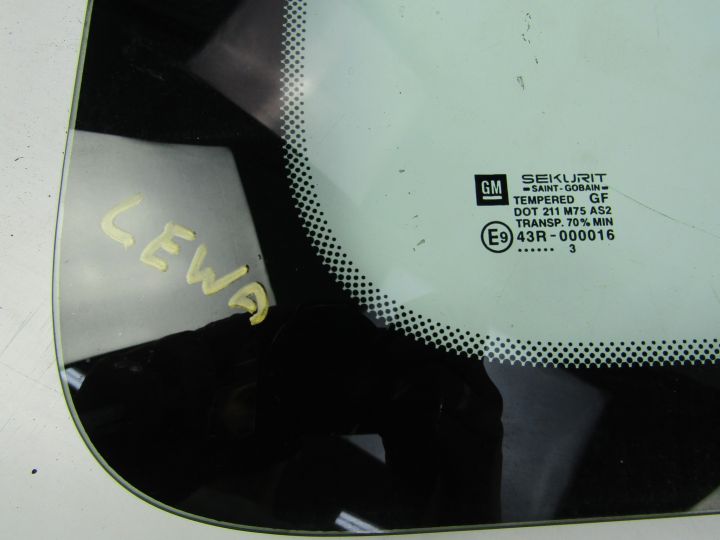 LEWA
GM
SEKURIT
SAINT-GOBAIN
TEMPERED GF
DOT 211 M75 AS2
TRANSP. 70% MIN
E9 43R-000016
...... 3